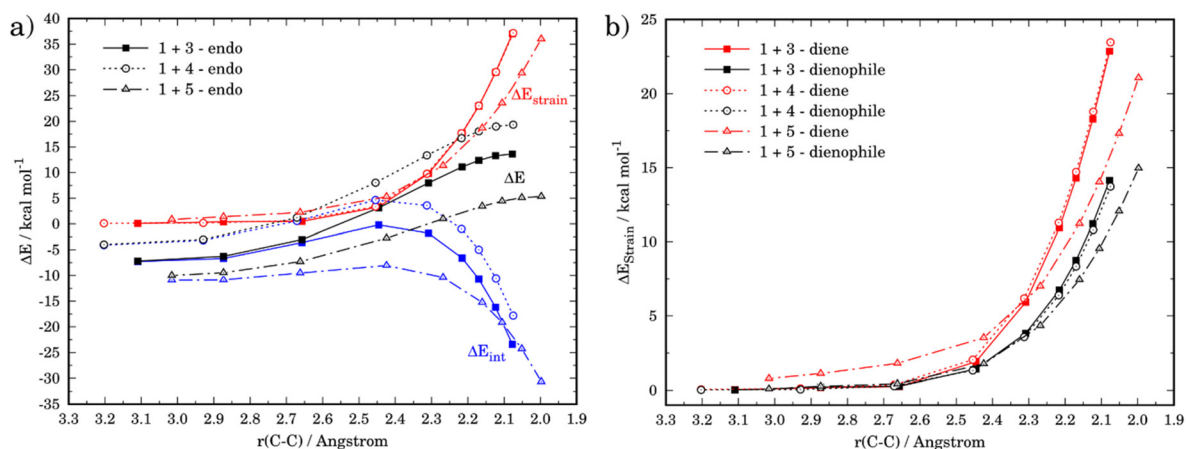 a)
1 + 3 - endo
1 + 4 - endo
1 + 5 - endo
ΔE_strain
ΔE
ΔE_int
ΔE / kcal mol⁻¹
40
35
30
25
20
15
10
5
0
-5
-10
-15
-20
-25
-30
-35
3.3 3.2 3.1 3.0 2.9 2.8 2.7 2.6 2.5 2.4 2.3 2.2 2.1 2.0 1.9
r(C-C) / Angstrom
b)
1 + 3 - diene
1 + 3 - dienophile
1 + 4 - diene
1 + 4 - dienophile
1 + 5 - diene
1 + 5 - dienophile
ΔE_Strain / kcal mol⁻¹
25
20
15
10
5
0
3.3 3.2 3.1 3.0 2.9 2.8 2.7 2.6 2.5 2.4 2.3 2.2 2.1 2.0 1.9
r(C-C) / Angstrom